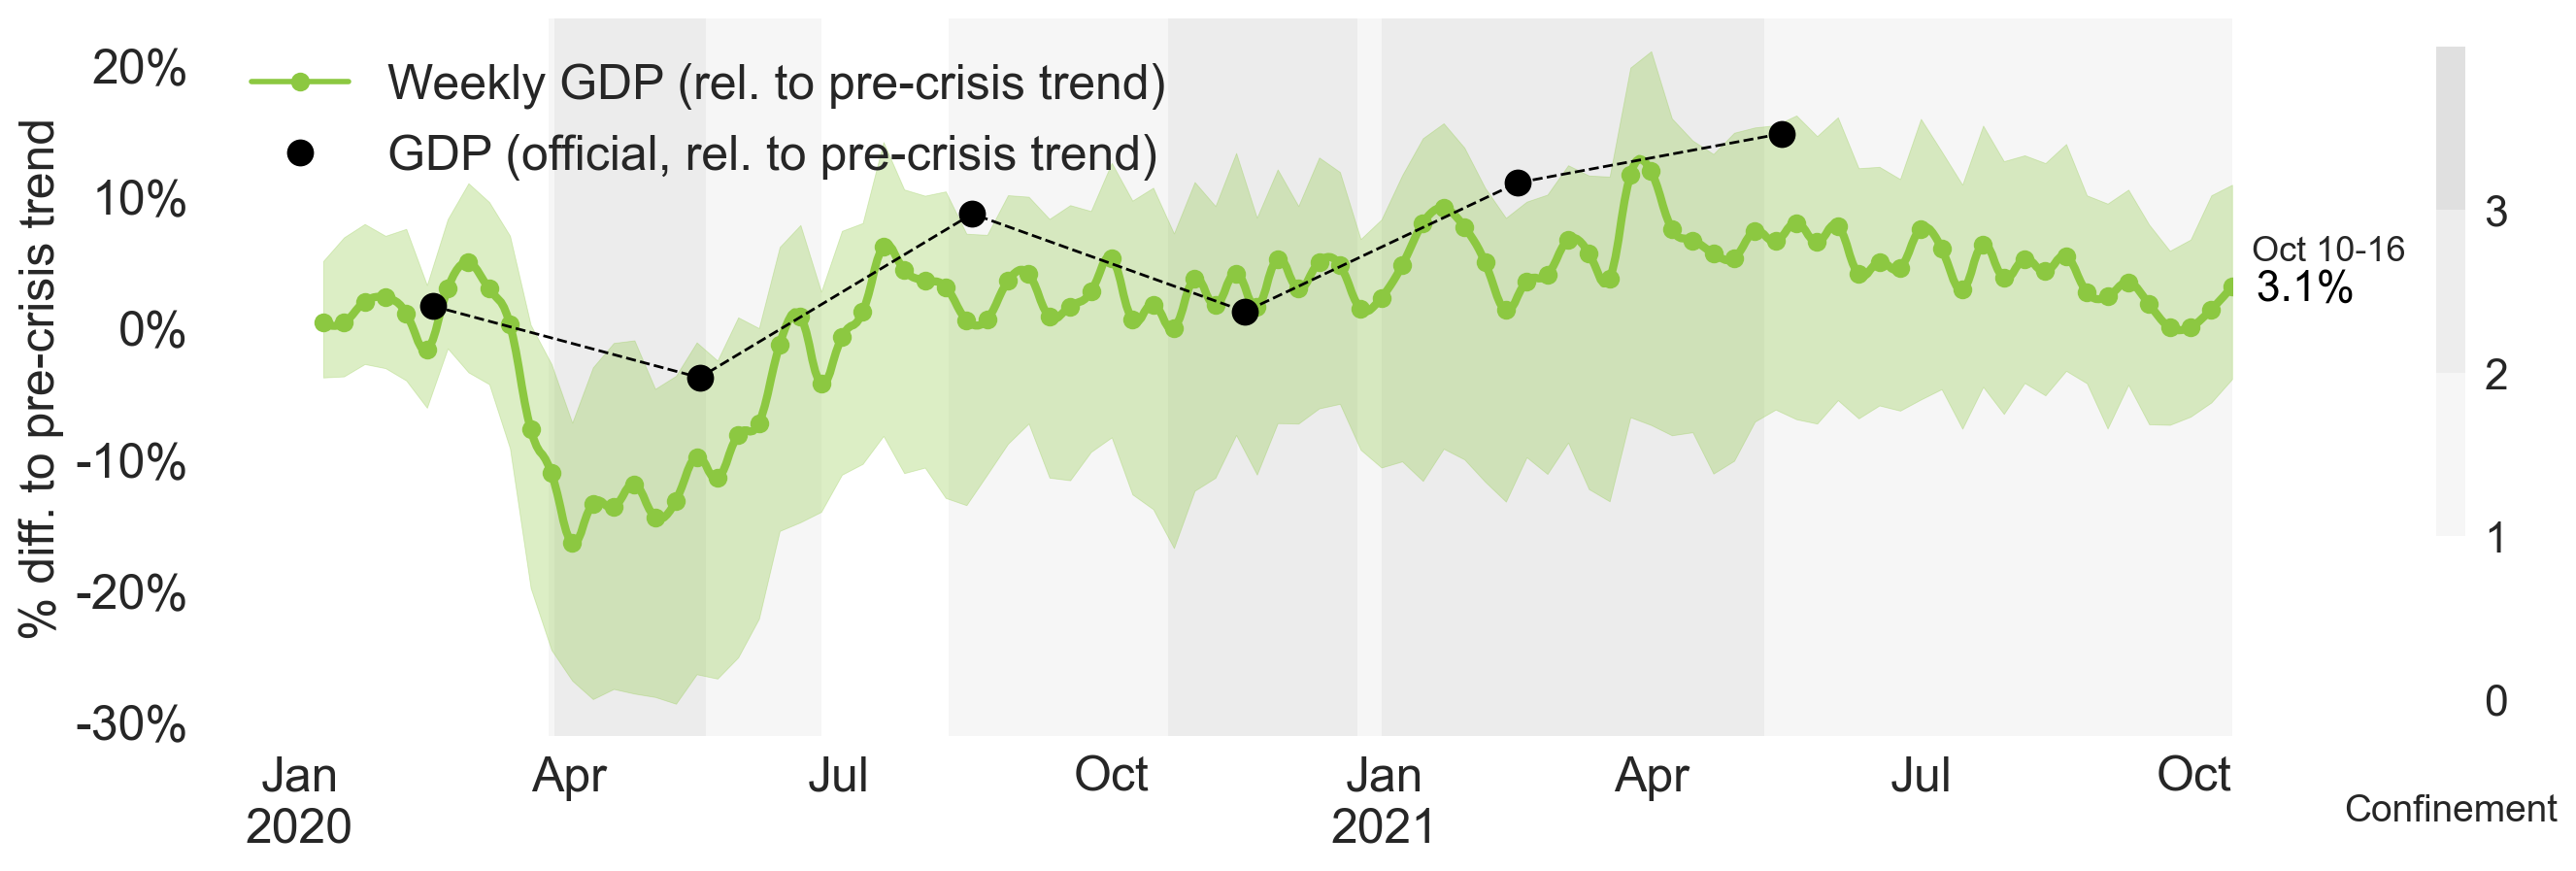 Weekly GDP (rel. to pre-crisis trend)
GDP (official, rel. to pre-crisis trend)
% diff. to pre-crisis trend
20%
10%
0%
-10%
-20%
-30%
Jan
2020
Apr
Jul
Oct
Jan
2021
Apr
Jul
Oct
Oct 10-16
3.1%
3
2
1
0
Confinement